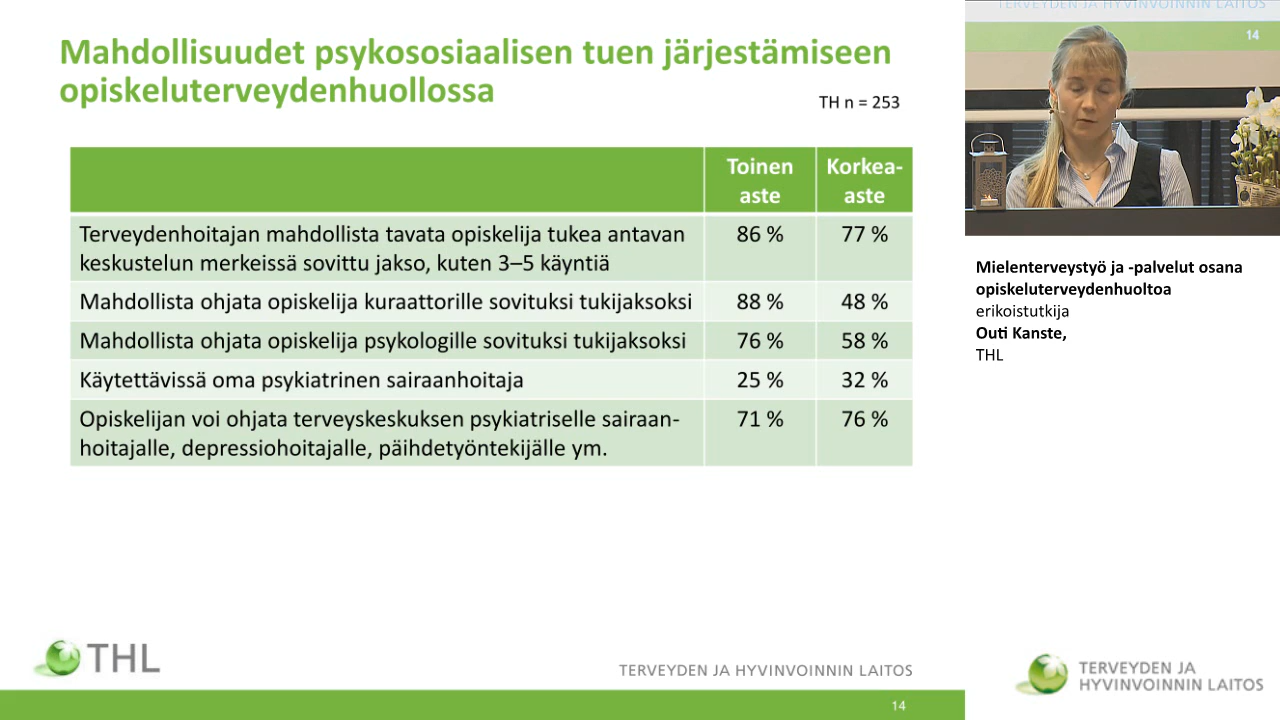 Mahdollisuudet psykososiaalisen tuen järjestämiseen
opiskeluterveydenhuollossa
TH n = 253
Toinen aste
Korkea-aste
Terveydenhoitajan mahdollista tavata opiskelija tukea antavan
keskustelun merkeissä sovittu jakso, kuten 3–5 käyntiä
86 %
77 %
Mahdollista ohjata opiskelija kuraattorille sovituksi tukijaksoksi
88 %
48 %
Mahdollista ohjata opiskelija psykologille sovituksi tukijaksoksi
76 %
58 %
Käytettävissä oma psykiatrinen sairaanhoitaja
25 %
32 %
Opiskelijan voi ohjata terveyskeskuksen psykiatriselle sairaan-
hoitajalle, depressiohoitajalle, päihdetyöntekijälle ym.
71 %
76 %
THL
TERVEYDEN JA HYVINVOINNIN LAITOS
14
TERVEYDEN JA HYVINVOINNIN LAITOS
14
Mielenterveystyö ja -palvelut osana
opiskeluterveydenhuoltoa
erikoistutkija
Outi Kanste,
THL
TERVEYDEN JA
HYVINVOINNIN LAITOS